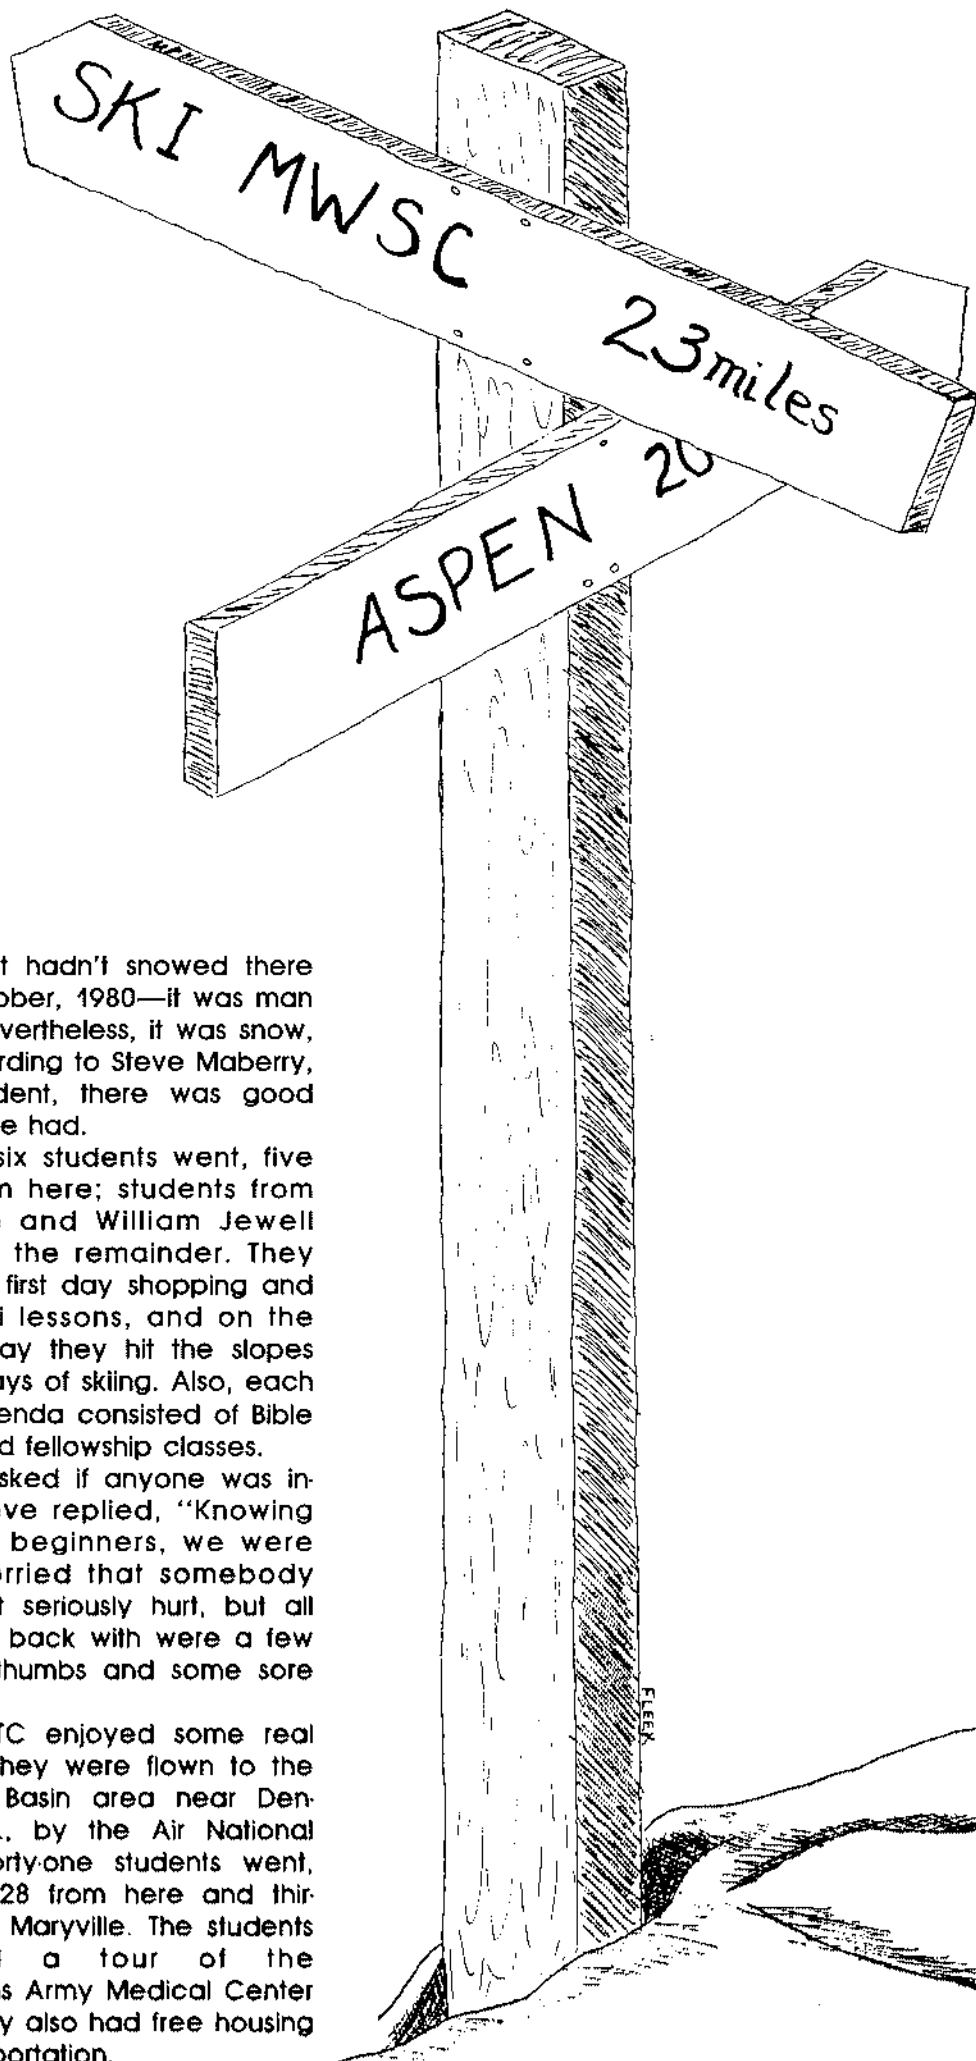 SKI MWSC 23miles
ASPEN 20
t hadn't snowed there
ober, 1980—it was man
vertheless, it was snow,
rding to Steve Maberry,
dent, there was good
e had.
six students went, five
n here; students from
and William Jewell
the remainder. They
first day shopping and
i lessons, and on the
ay they hit the slopes
ys of skiing. Also, each
enda consisted of Bible
d fellowship classes.
sked if anyone was in-
ve replied, "Knowing
beginners, we were
rried that somebody
t seriously hurt, but all
back with were a few
thumbs and some sore
TC enjoyed some real
hey were flown to the
Basin area near Den-
., by the Air National
orty-one students went,
28 from here and thir-
Maryville. The students
a tour of the
s Army Medical Center
y also had free housing
portation.
FLEEK